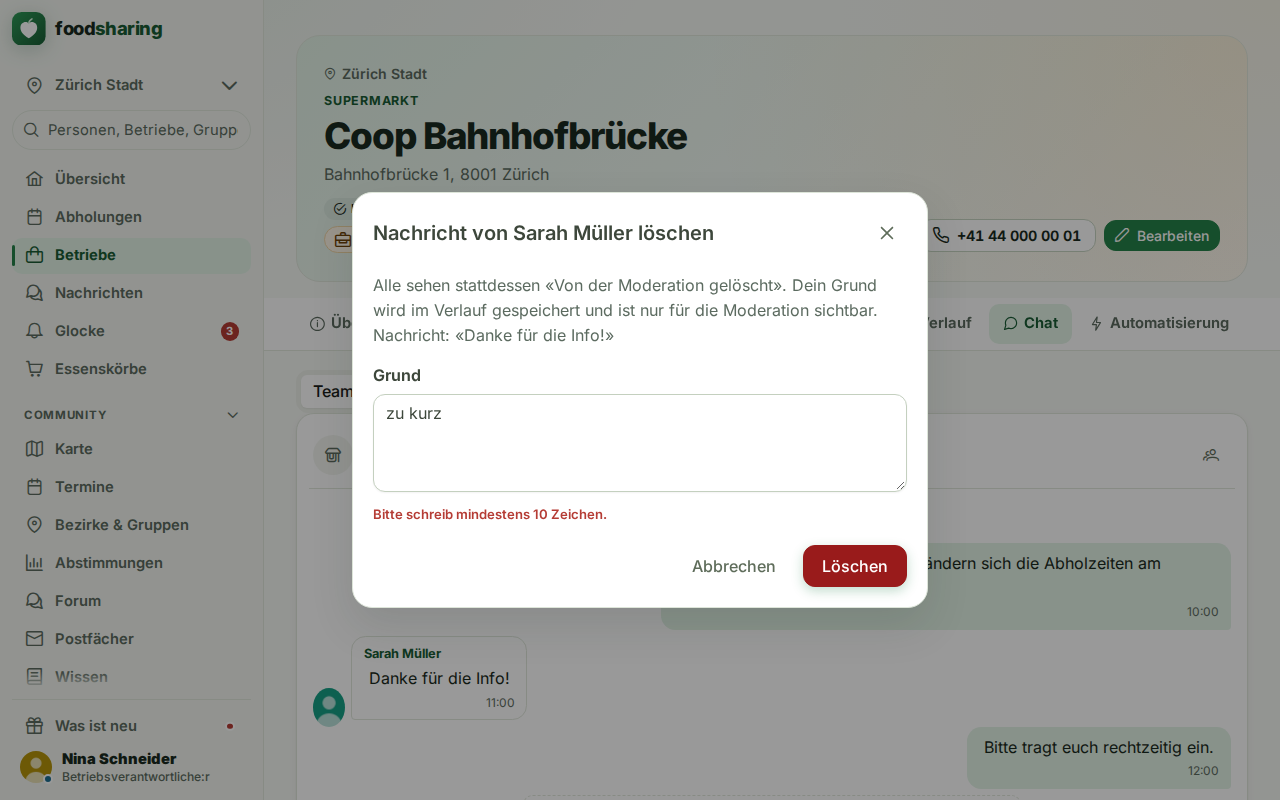 foodsharing
Zürich Stadt
Personen, Betriebe, Grupp
Übersicht
Abholungen
Betriebe
Nachrichten
Glocke
3
Essenskörbe
COMMUNITY
Karte
Termine
Bezirke & Gruppen
Abstimmungen
Forum
Postfächer
Wissen
Was ist neu
Nina Schneider
Betriebsverantwortliche:r
Zürich Stadt
SUPERMARKT
Coop Bahnhofbrücke
Bahnhofbrücke 1, 8001 Zürich
+41 44 000 00 01
Bearbeiten
Chat
Automatisierung
Team
Nachricht von Sarah Müller löschen
Alle sehen stattdessen «Von der Moderation gelöscht». Dein Grund
wird im Verlauf gespeichert und ist nur für die Moderation sichtbar.
Nachricht: «Danke für die Info!»
Grund
zu kurz
Bitte schreib mindestens 10 Zeichen.
Abbrechen
Löschen
ändern sich die Abholzeiten am
10:00
Sarah Müller
Danke für die Info!
11:00
Bitte tragt euch rechtzeitig ein.
12:00